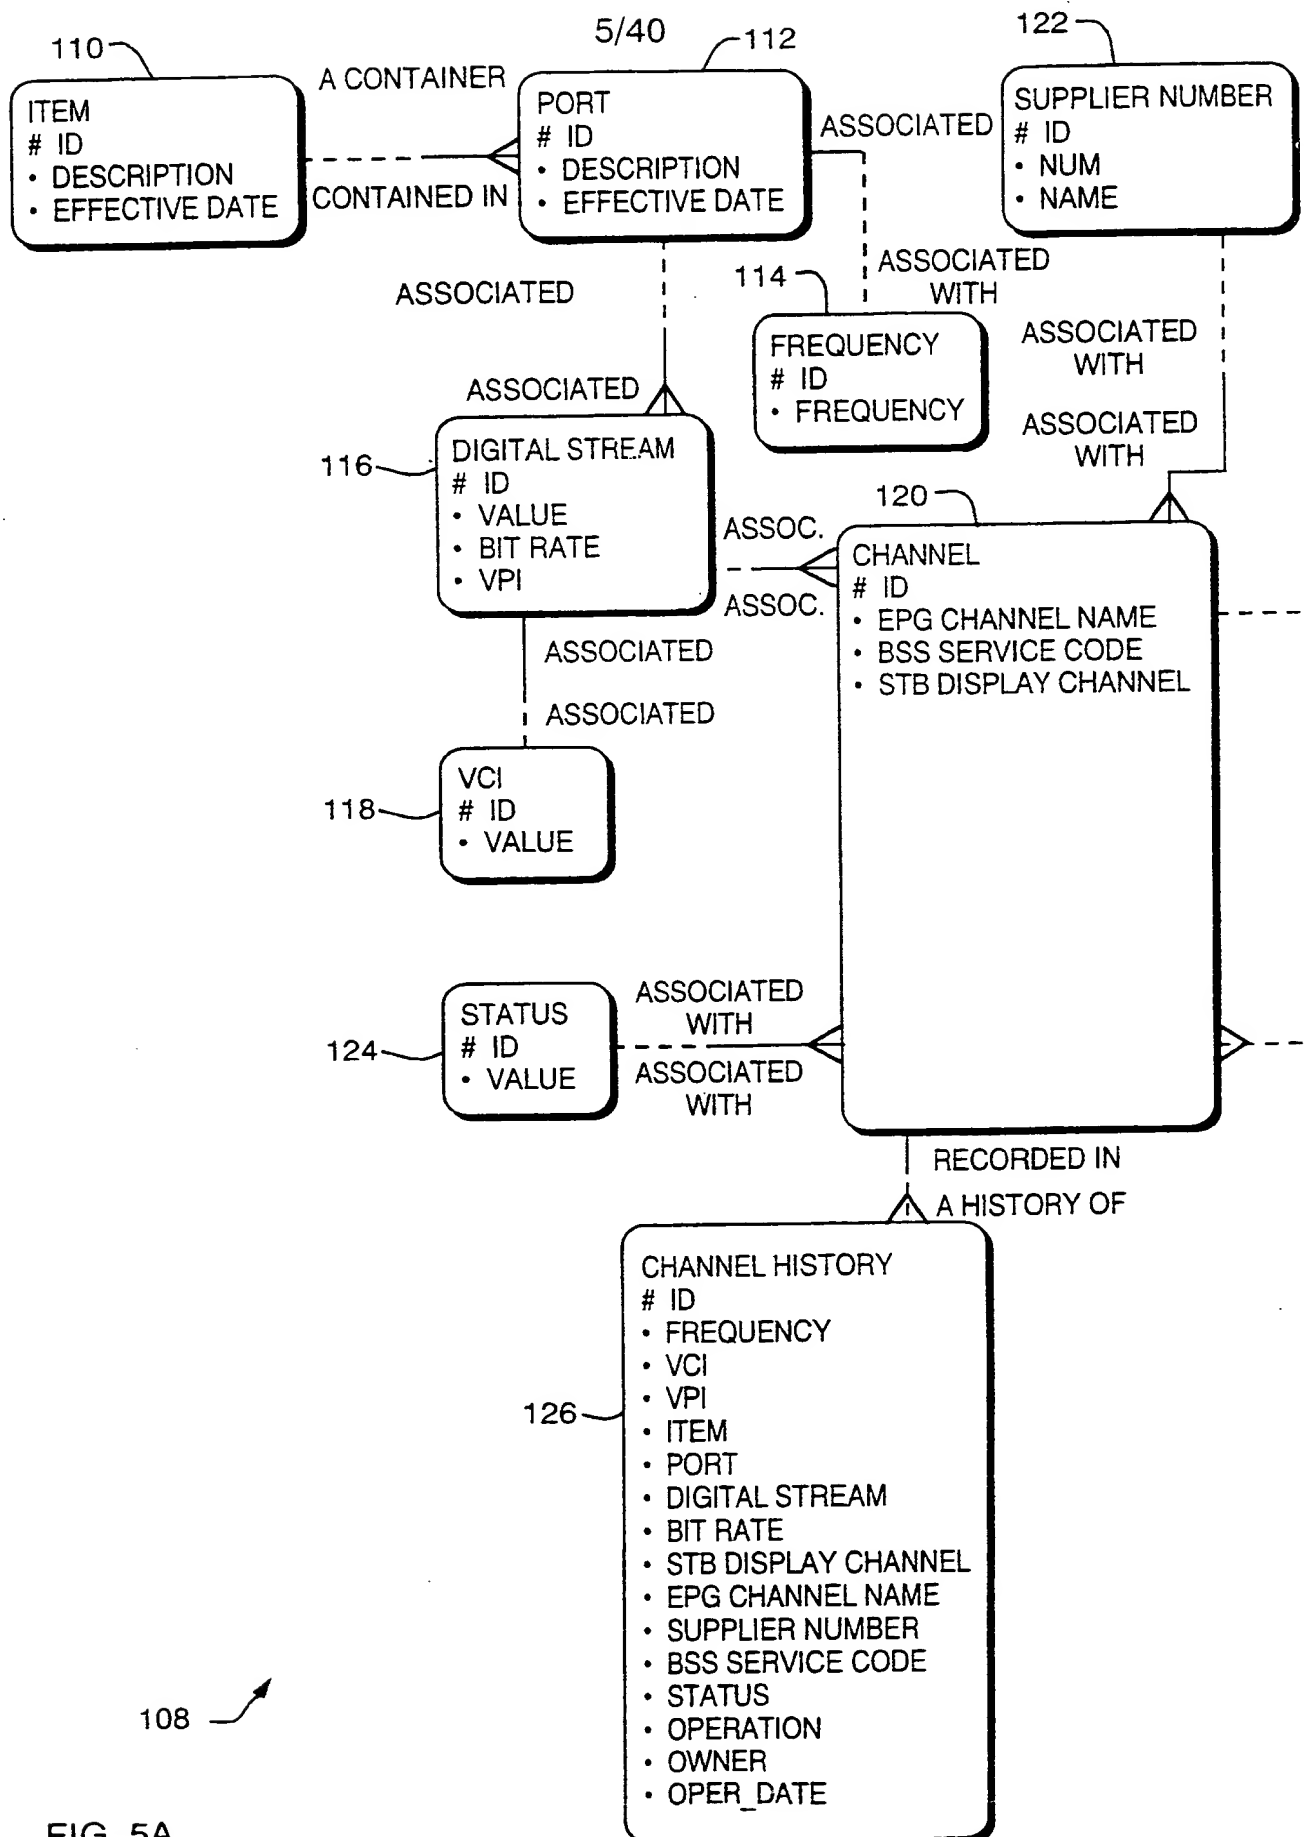 5/40
110
112
122
ITEM
# ID
• DESCRIPTION
• EFFECTIVE DATE
A CONTAINER
CONTAINED IN
PORT
# ID
• DESCRIPTION
• EFFECTIVE DATE
ASSOCIATED
SUPPLIER NUMBER
# ID
• NUM
• NAME
ASSOCIATED
114
ASSOCIATED
WITH
FREQUENCY
# ID
• FREQUENCY
ASSOCIATED
WITH
ASSOCIATED
WITH
ASSOCIATED
116
DIGITAL STREAM
# ID
• VALUE
• BIT RATE
• VPI
ASSOC.
ASSOC.
120
CHANNEL
# ID
• EPG CHANNEL NAME
• BSS SERVICE CODE
• STB DISPLAY CHANNEL
ASSOCIATED
ASSOCIATED
118
VCI
# ID
• VALUE
124
STATUS
# ID
• VALUE
ASSOCIATED
WITH
ASSOCIATED
WITH
RECORDED IN
A HISTORY OF
126
CHANNEL HISTORY
# ID
• FREQUENCY
• VCI
• VPI
• ITEM
• PORT
• DIGITAL STREAM
• BIT RATE
• STB DISPLAY CHANNEL
• EPG CHANNEL NAME
• SUPPLIER NUMBER
• BSS SERVICE CODE
• STATUS
• OPERATION
• OWNER
• OPER_DATE
108
FIG. 5A